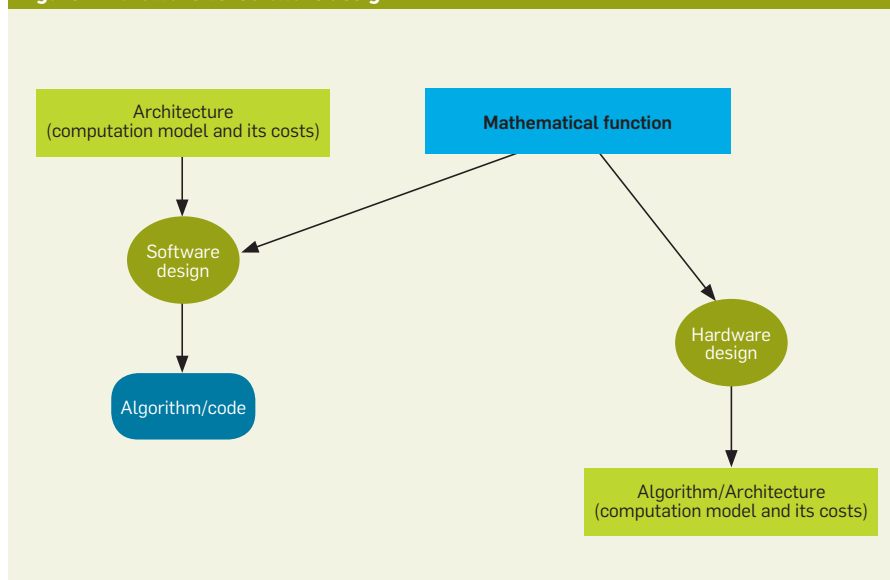 Architecture
(computation model and its costs)
Mathematical function
Software
design
Hardware
design
Algorithm/code
Algorithm/Architecture
(computation model and its costs)